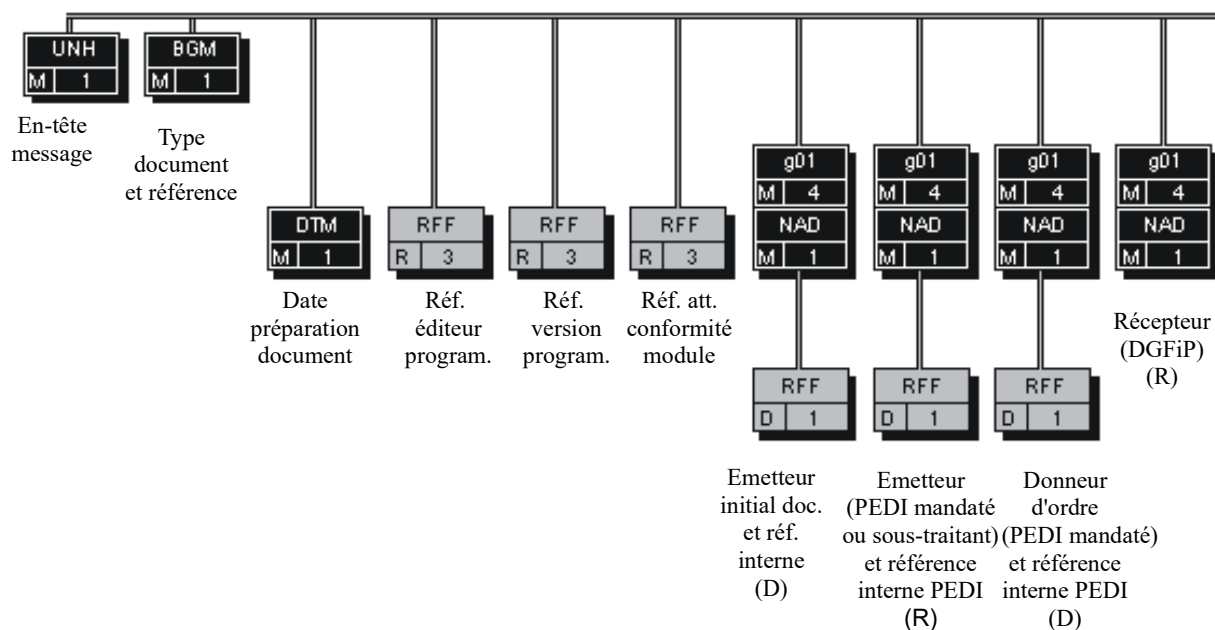 UNH
M 1
En-tête
message
BGM
M 1
Type
document
et référence
DTM
M 1
Date
préparation
document
RFF
R 3
Réf.
éditeur
program.
RFF
R 3
Réf.
version
program.
RFF
R 3
Réf. att.
conformité
module
g01
M 4
NAD
M 1
RFF
D 1
Emetteur
initial doc.
et réf.
interne
(D)
g01
M 4
NAD
M 1
RFF
D 1
Emetteur
(PEDI mandaté
ou sous-traitant)
et référence
interne PEDI
(R)
g01
M 4
NAD
M 1
RFF
D 1
Donneur
d'ordre
(PEDI mandaté)
et référence
interne PEDI
(D)
g01
M 4
NAD
M 1
Récepteur
(DGFiP)
(R)